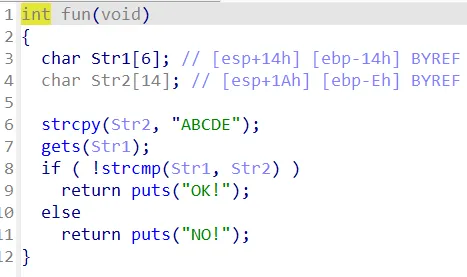 1 int fun(void)
2 {
3 char Str1[6]; // [esp+14h] [ebp-14h] BYREF
4 char Str2[14]; // [esp+1Ah] [ebp-Eh] BYREF
5
6 strcpy(Str2, "ABCDE");
7 gets(Str1);
8 if ( !strcmp(Str1, Str2) )
9 return puts("OK!");
10 else
11 return puts("NO!");
12 }